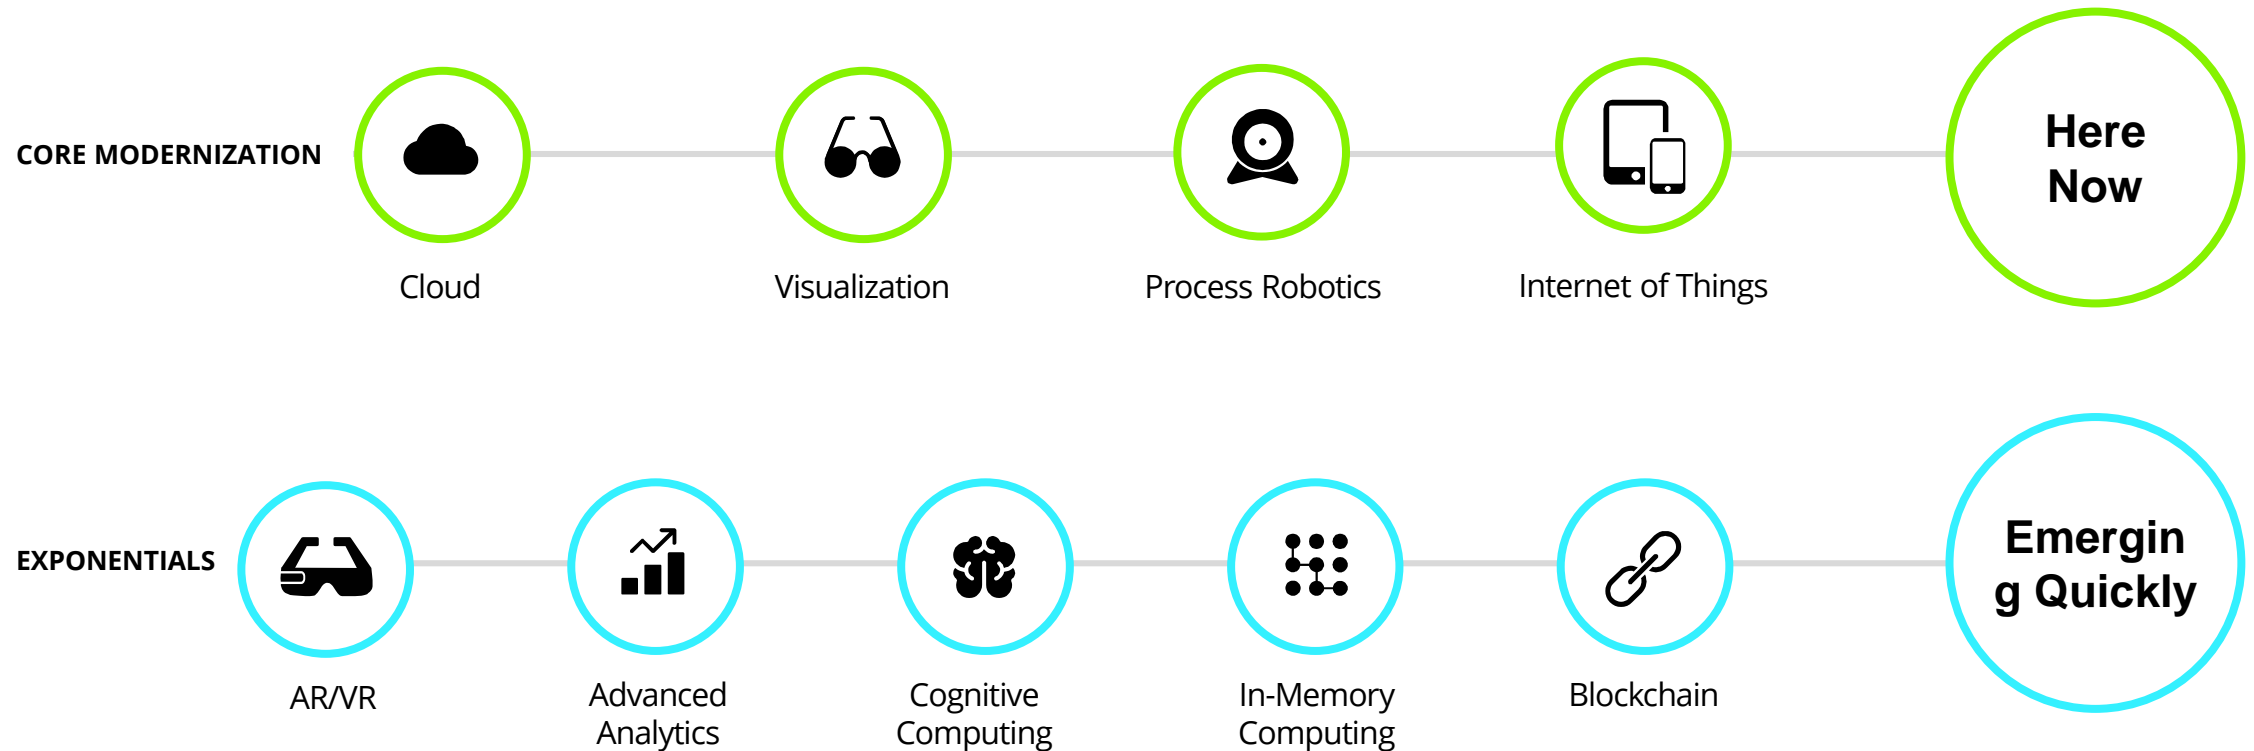 CORE MODERNIZATION
Cloud
Visualization
Process Robotics
Internet of Things
Here
Now
EXPONENTIALS
AR/VR
Advanced
Analytics
Cognitive
Computing
In-Memory
Computing
Blockchain
Emergin
g Quickly